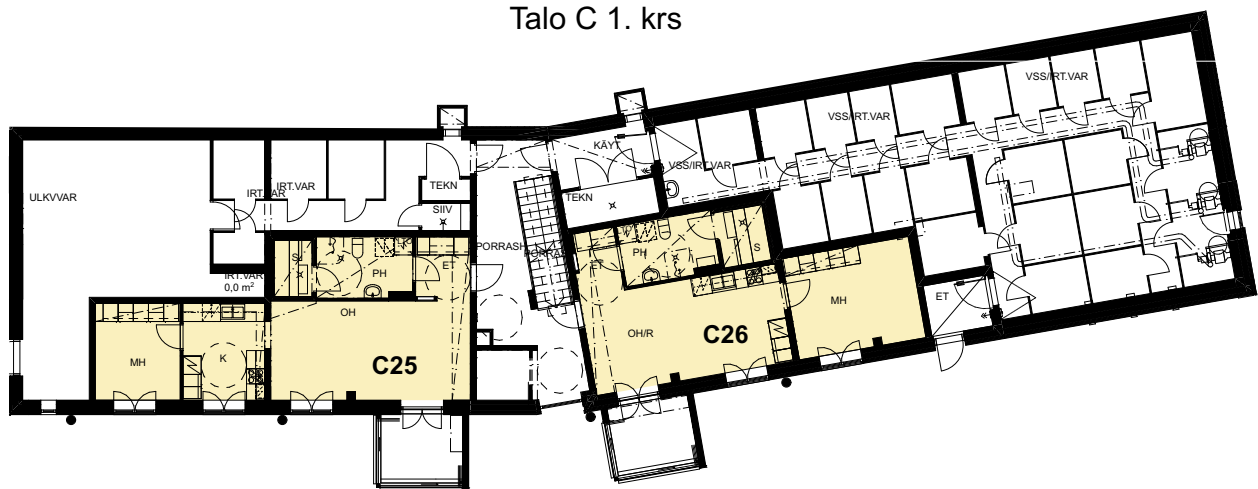 Talo C 1. krs
VSS/IRT.VAR
VSS/IRT.VAR
KÄYT
VSS/IRT.VAR
IRT.VAR
IRT.VAR
TEKN
ULKVVAR
TEKN
SIIV
PORRASH
ET
S
PH
ET
PH
S
IRT.VAR
0,0 m²
OH
MH
ET
OH/R
C26
MH
K
C25